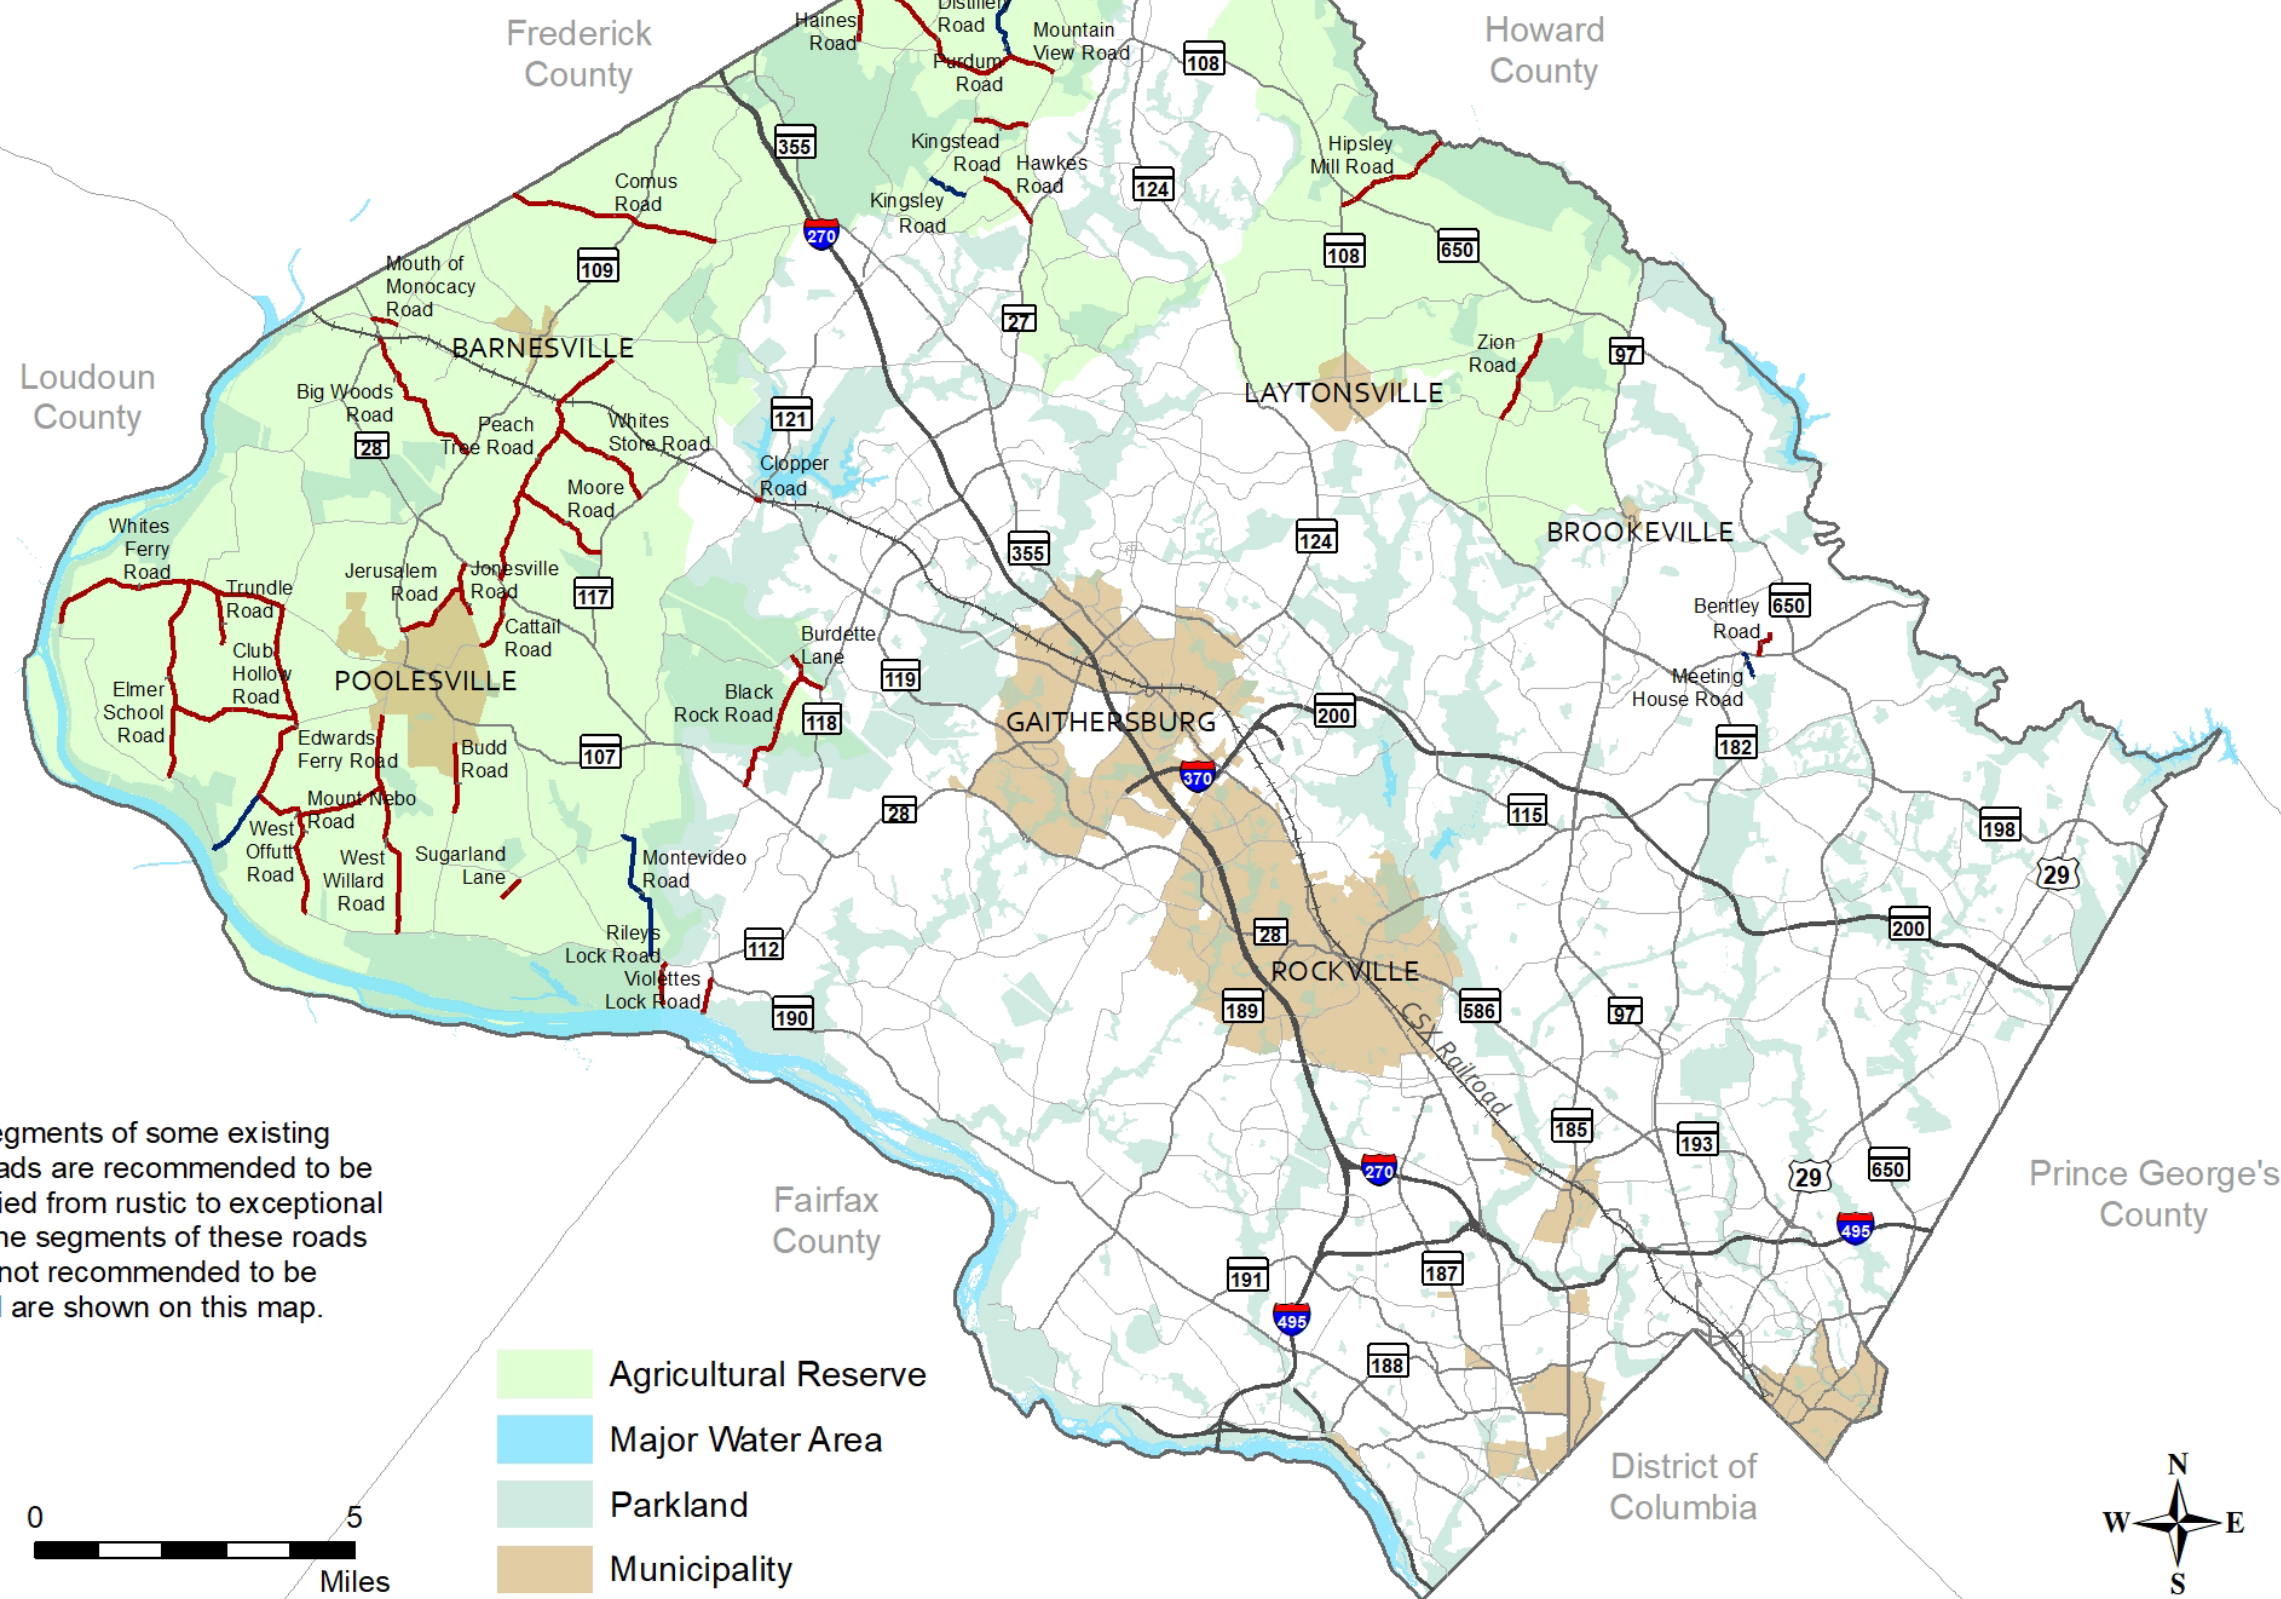 Frederick
County
Howard
County
Haines
Road
Distiller
Road
Mountain
View Road
Purdum
Road
108
355
Kingstead
Road
Hawkes
Road
124
Hipsley
Mill Road
Comus
Road
Kingsley
Road
270
109
108
650
Mouth of
Monocacy
Road
27
BARNESVILLE
Zion
Road
97
Loudoun
County
Big Woods
Road
LAYTONSVILLE
28
Peach
Tree Road
Whites
Store Road
121
Clopper
Road
Moore
Road
Whites
Ferry
Road
355
124
BROOKEVILLE
Jerusalem
Road
Jonesville
Road
117
Trundle
Road
Bentley
Road
650
Cattail
Road
Burdette
Lane
Club
Hollow
Road
POOLESVILLE
119
Meeting
House Road
Elmer
School
Road
Black
Rock Road
118
GAITHERSBURG
200
182
Edwards
Ferry Road
Budd
Road
107
370
Mount Nebo
Road
28
115
198
West
Offutt
Road
West
Willard
Road
Sugarland
Lane
Montevideo
Road
29
Rileys
Lock Road
112
28
200
Violettes
Lock Road
ROCKVILLE
190
189
586
97
CSX Railroad
egments of some existing
ads are recommended to be
ied from rustic to exceptional
he segments of these roads
not recommended to be
l are shown on this map.
185
193
29
650
270
Prince George's
County
Fairfax
County
495
191
187
495
188
Agricultural Reserve
Major Water Area
Parkland
Municipality
District of
Columbia
0
5
Miles
N
W
E
S